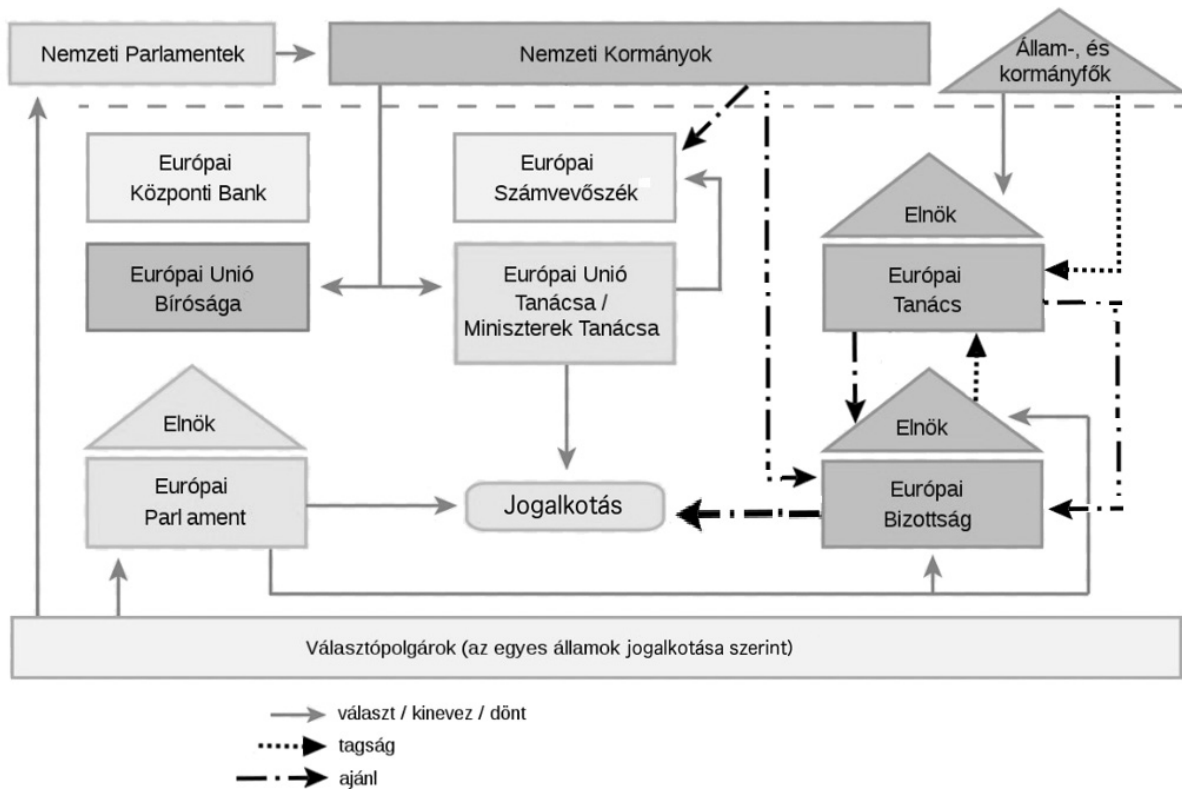 Nemzeti Parlamentek
Nemzeti Kormányok
Állam-, és
kormányfők
Európai
Központi Bank
Európai
Számvevőszék
Elnök
Európai Unió
Bírósága
Európai Unió
Tanácsa /
Miniszterek Tanácsa
Európai
Tanács
Elnök
Elnök
Európai
Parl ament
Jogalkotás
Európai
Bizottság
Választópolgárok (az egyes államok jogalkotása szerint)
választ / kinevez / dönt
tagság
ajánl